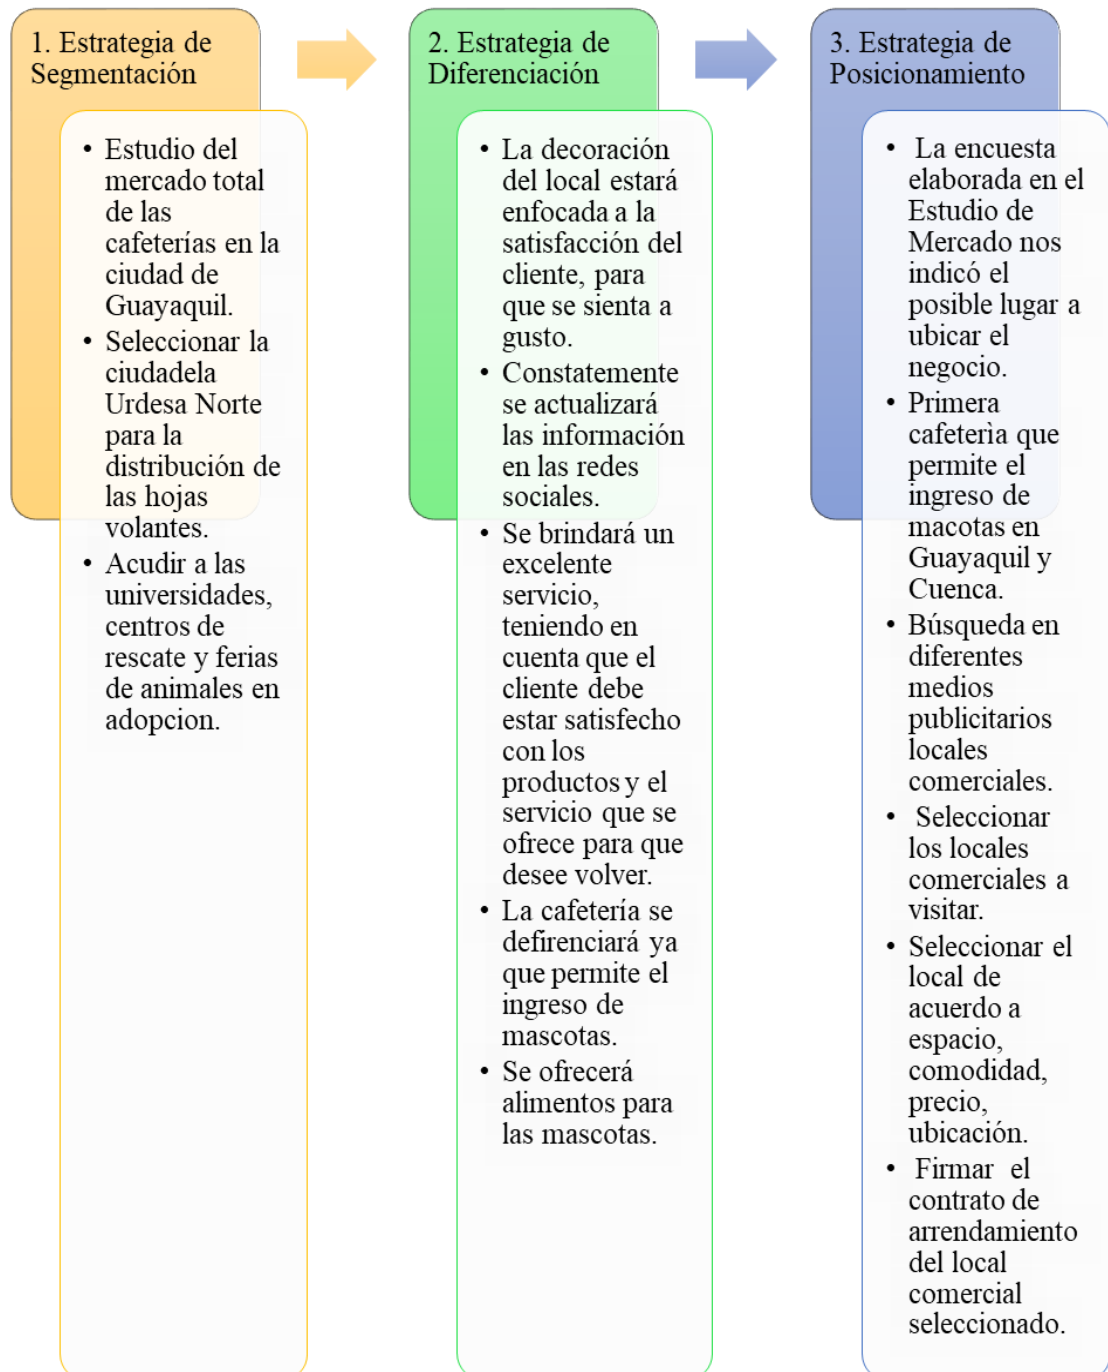 1. Estrategia de
Segmentación
• Estudio del
mercado total
de las
cafeterías en la
ciudad de
Guayaquil.
• Seleccionar la
ciudadela
Urdesa Norte
para la
distribución de
las hojas
volantes.
• Acudir a las
universidades,
centros de
rescate y ferias
de animales en
adopcion.
2. Estrategia de
Diferenciación
• La decoración
del local estará
enfocada a la
satisfacción del
cliente, para
que se sienta a
gusto.
• Constatemente
se actualizará
las información
en las redes
sociales.
• Se brindará un
excelente
servicio,
teniendo en
cuenta que el
cliente debe
estar satisfecho
con los
productos y el
servicio que se
ofrece para que
desee volver.
• La cafetería se
defirenciará ya
que permite el
ingreso de
mascotas.
• Se ofrecerá
alimentos para
las mascotas.
3. Estrategia de
Posicionamiento
• La encuesta
elaborada en el
Estudio de
Mercado nos
indicó el
posible lugar a
ubicar el
negocio.
• Primera
cafeterìa que
permite el
ingreso de
macotas en
Guayaquil y
Cuenca.
• Búsqueda en
diferentes
medios
publicitarios
locales
comerciales.
• Seleccionar
los locales
comerciales a
visitar.
• Seleccionar el
local de
acuerdo a
espacio,
comodidad,
precio,
ubicación.
• Firmar el
contrato de
arrendamiento
del local
comercial
seleccionado.